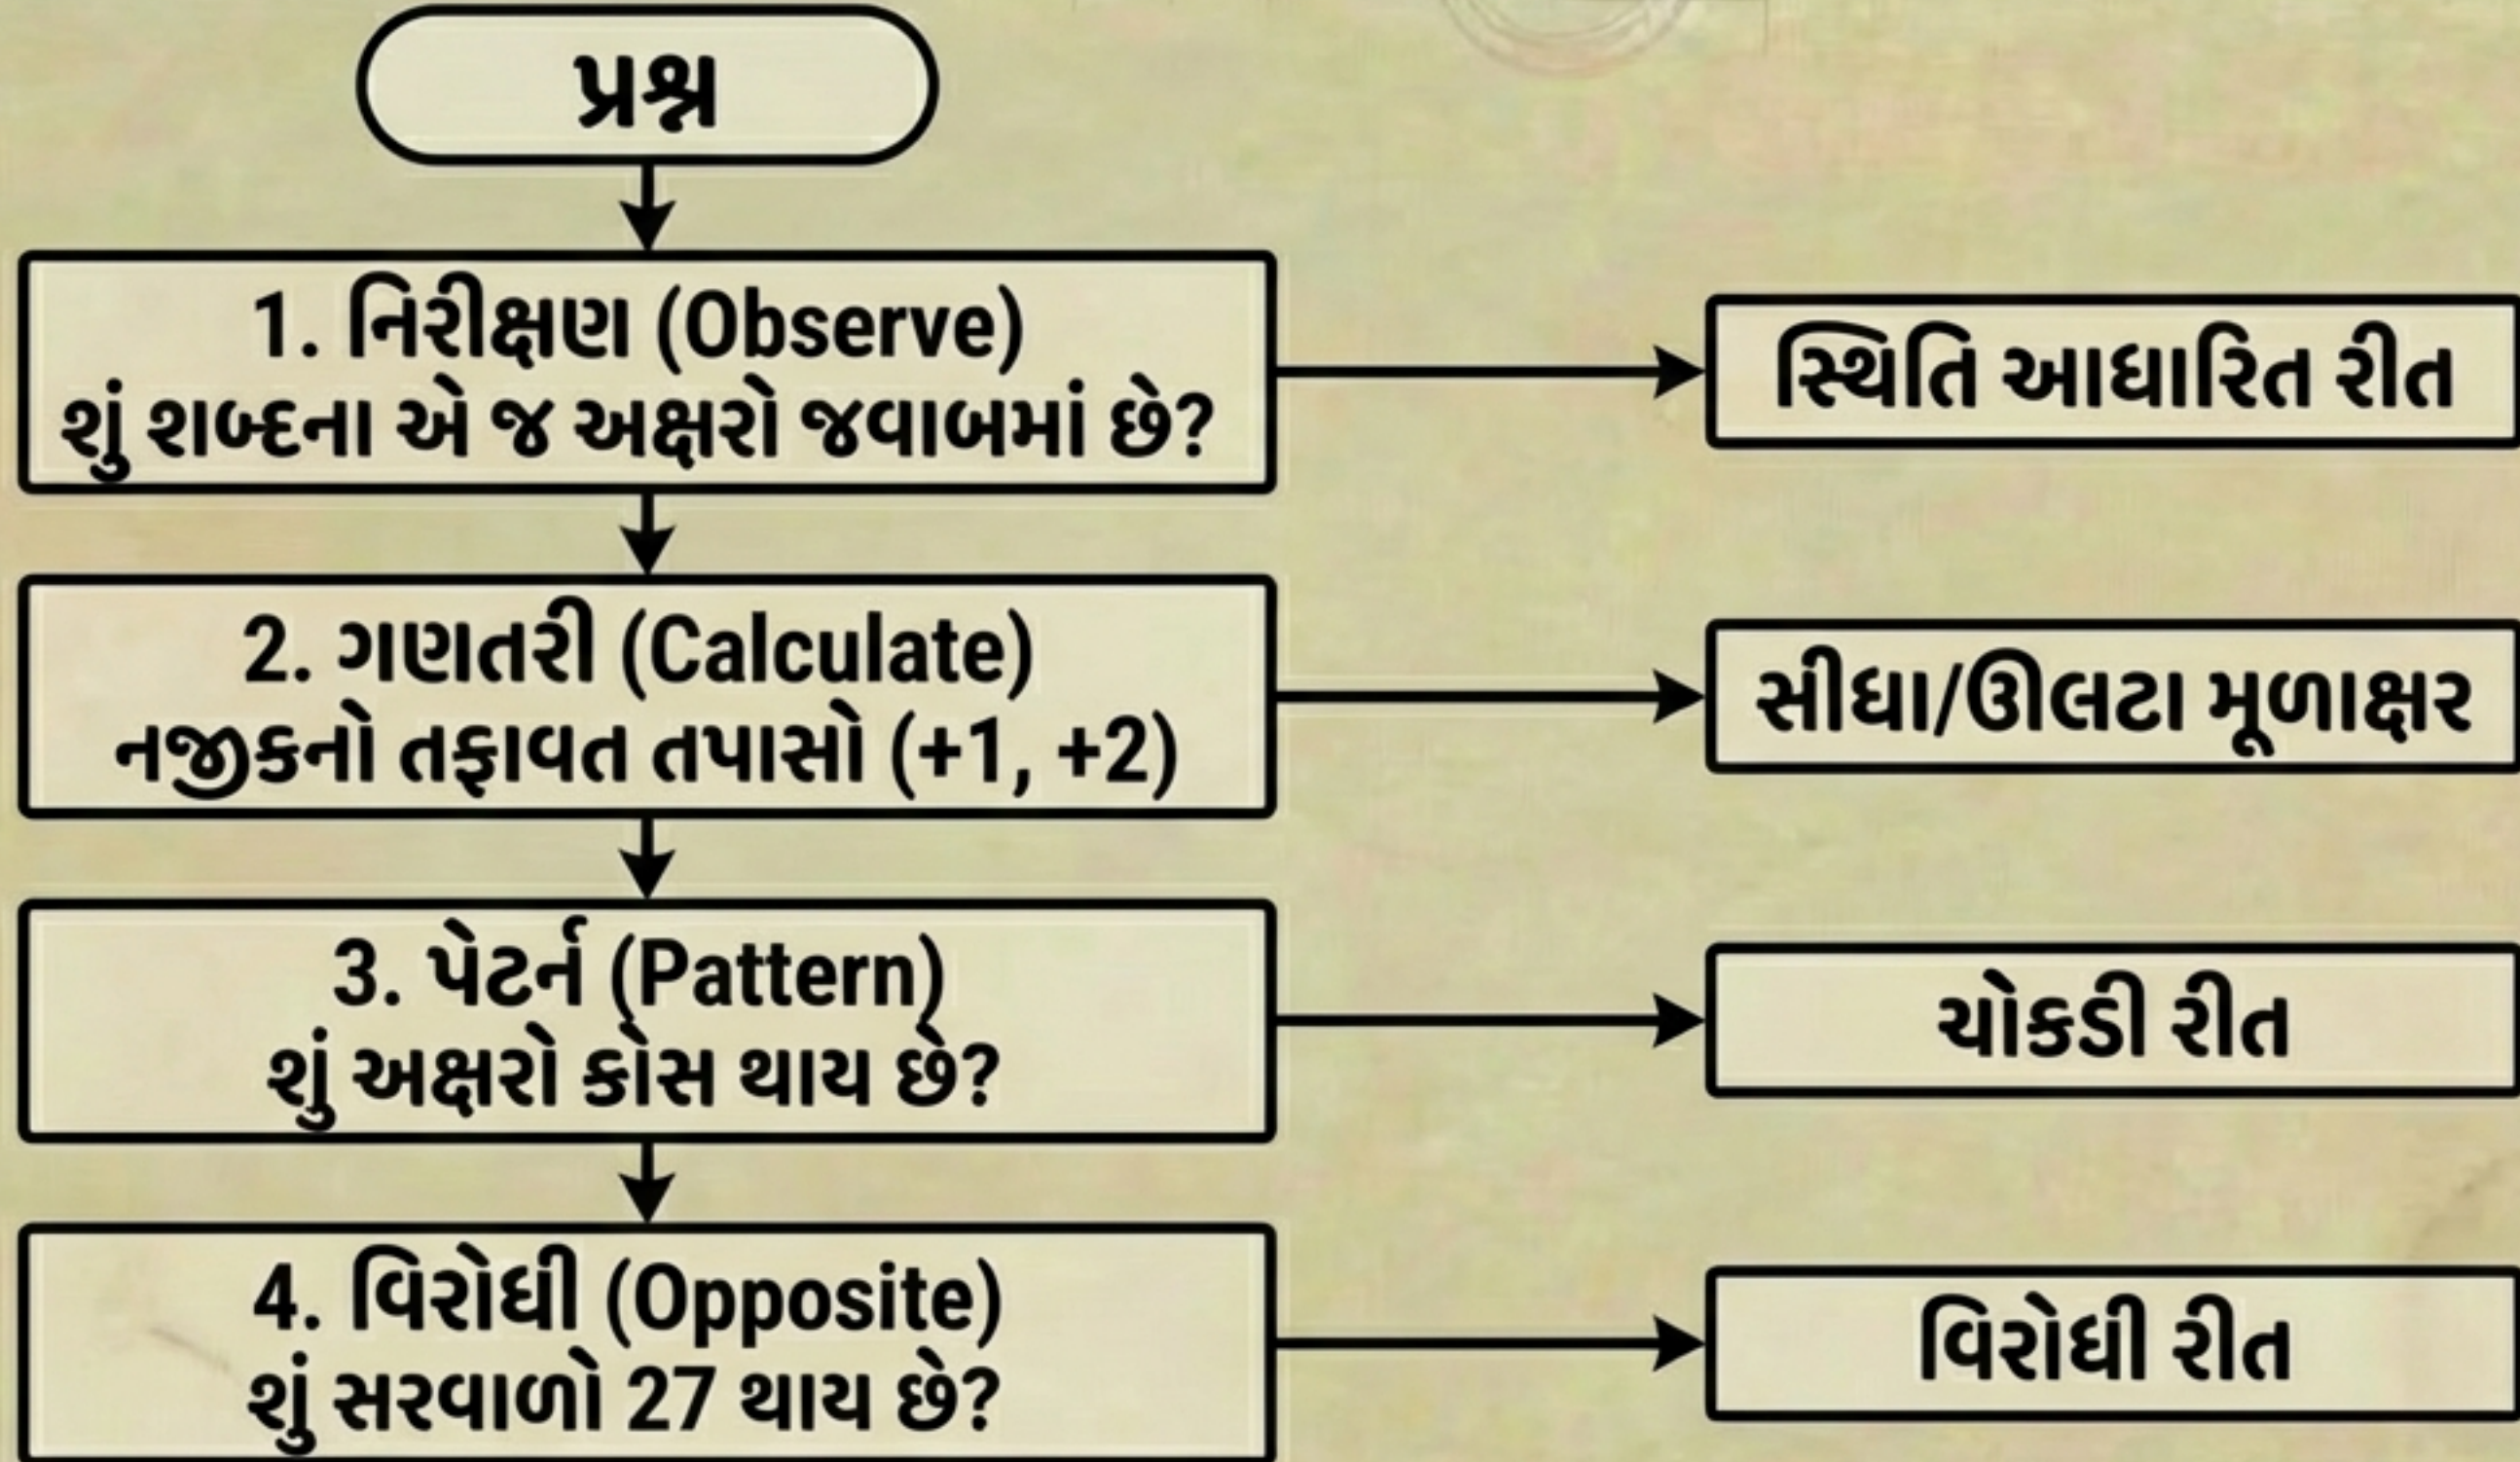 પ્રશ્ન
1. નિરીક્ષણ (Observe)
શું શબ્દના એ જ અક્ષરો જવાબમાં છે?
સ્થિતિ આધારિત રીત
2. ગણતરી (Calculate)
નજીકનો તફાવત તપાસો (+1, +2)
સીધા/ઊલટા મૂળાક્ષર
3. પેટર્ન (Pattern)
શું અક્ષરો કોસ થાય છે?
ચોકડી રીત
4. વિરોધી (Opposite)
શું સરવાળો 27 થાય છે?
વિરોધી રીત